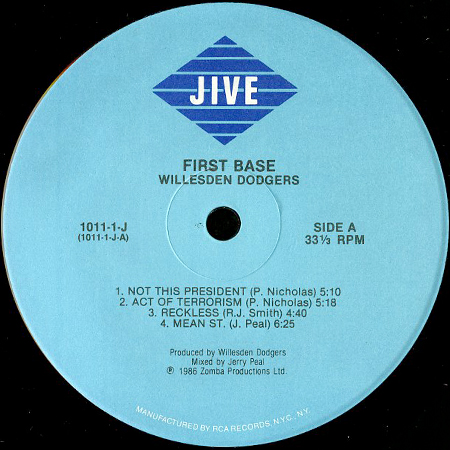 JIVE
FIRST BASE
WILLESDEN DODGERS
1011-1-J
(1011-1-J-A)
SIDE A
33⅓ RPM
1. NOT THIS PRESIDENT (P. Nicholas) 5:10
2. ACT OF TERRORISM (P. Nicholas) 5:18
3. RECKLESS (R.J. Smith) 4:40
4. MEAN ST. (J. Peal) 6:25
Produced by Willesden Dodgers
Mixed by Jerry Peal
℗ 1986 Zomba Productions Ltd.
MANUFACTURED BY RCA RECORDS, N.Y.C., N.Y.